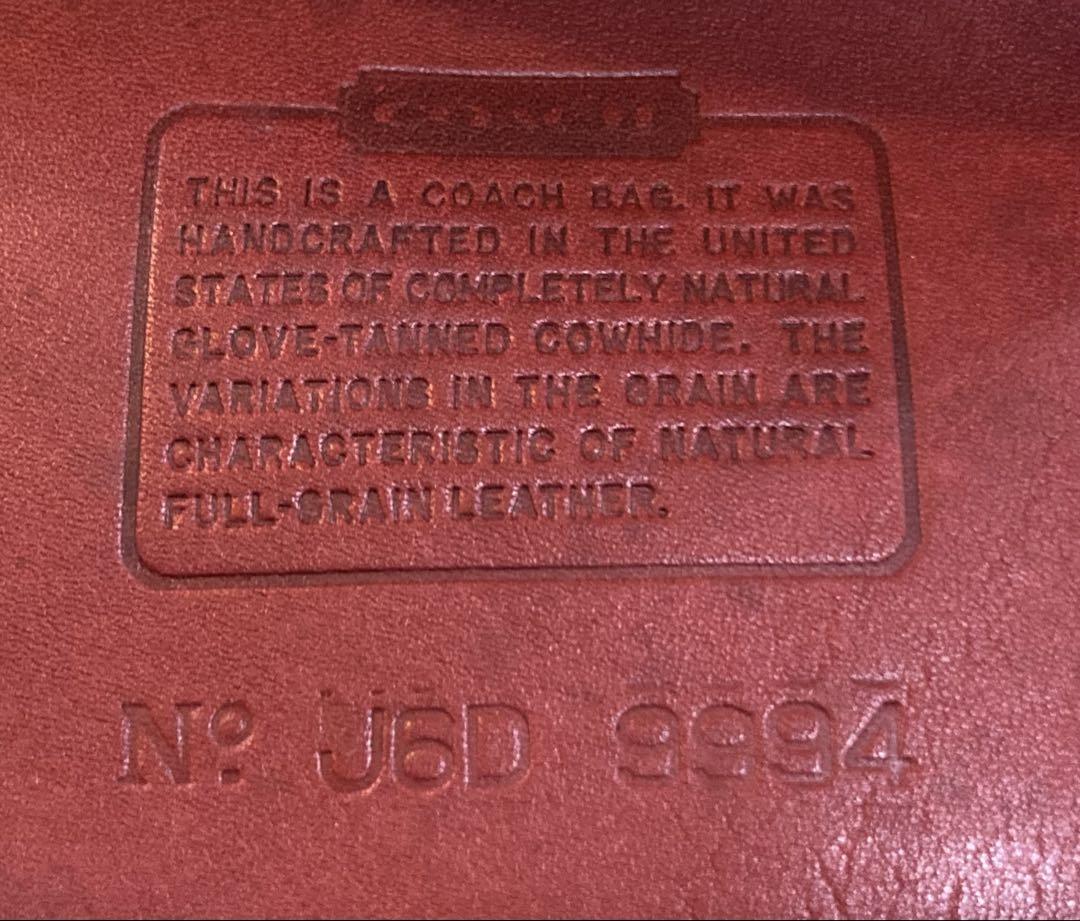 THIS IS A COACH BAG. IT WAS
HANDCRAFTED IN THE UNITED
STATES OF COMPLETELY NATURAL
GLOVE-TANNED COWHIDE. THE
VARIATIONS IN THE GRAIN ARE
CHARACTERISTIC OF NATURAL
FULL-GRAIN LEATHER.
Nº J6D 9994